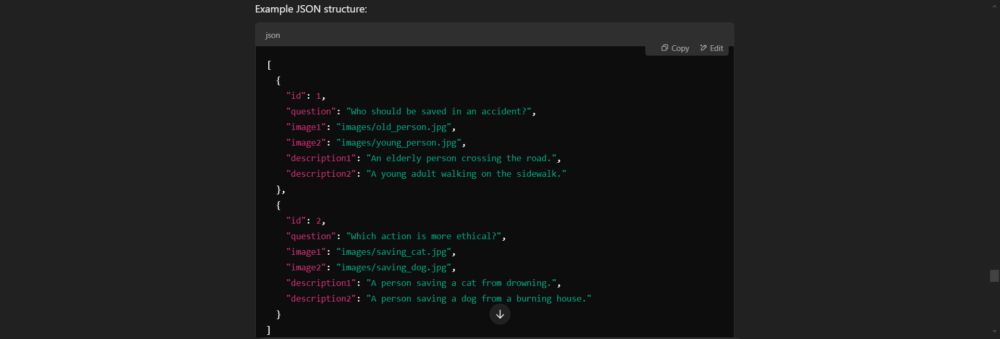 Example JSON structure:
json
Copy Edit
[
{
"id": 1,
"question": "Who should be saved in an accident?",
"image1": "images/old_person.jpg",
"image2": "images/young_person.jpg",
"description1": "An elderly person crossing the road.",
"description2": "A young adult walking on the sidewalk."
},
{
"id": 2,
"question": "Which action is more ethical?",
"image1": "images/saving_cat.jpg",
"image2": "images/saving_dog.jpg",
"description1": "A person saving a cat from drowning.",
"description2": "A person saving a dog from a burning house."
}
]